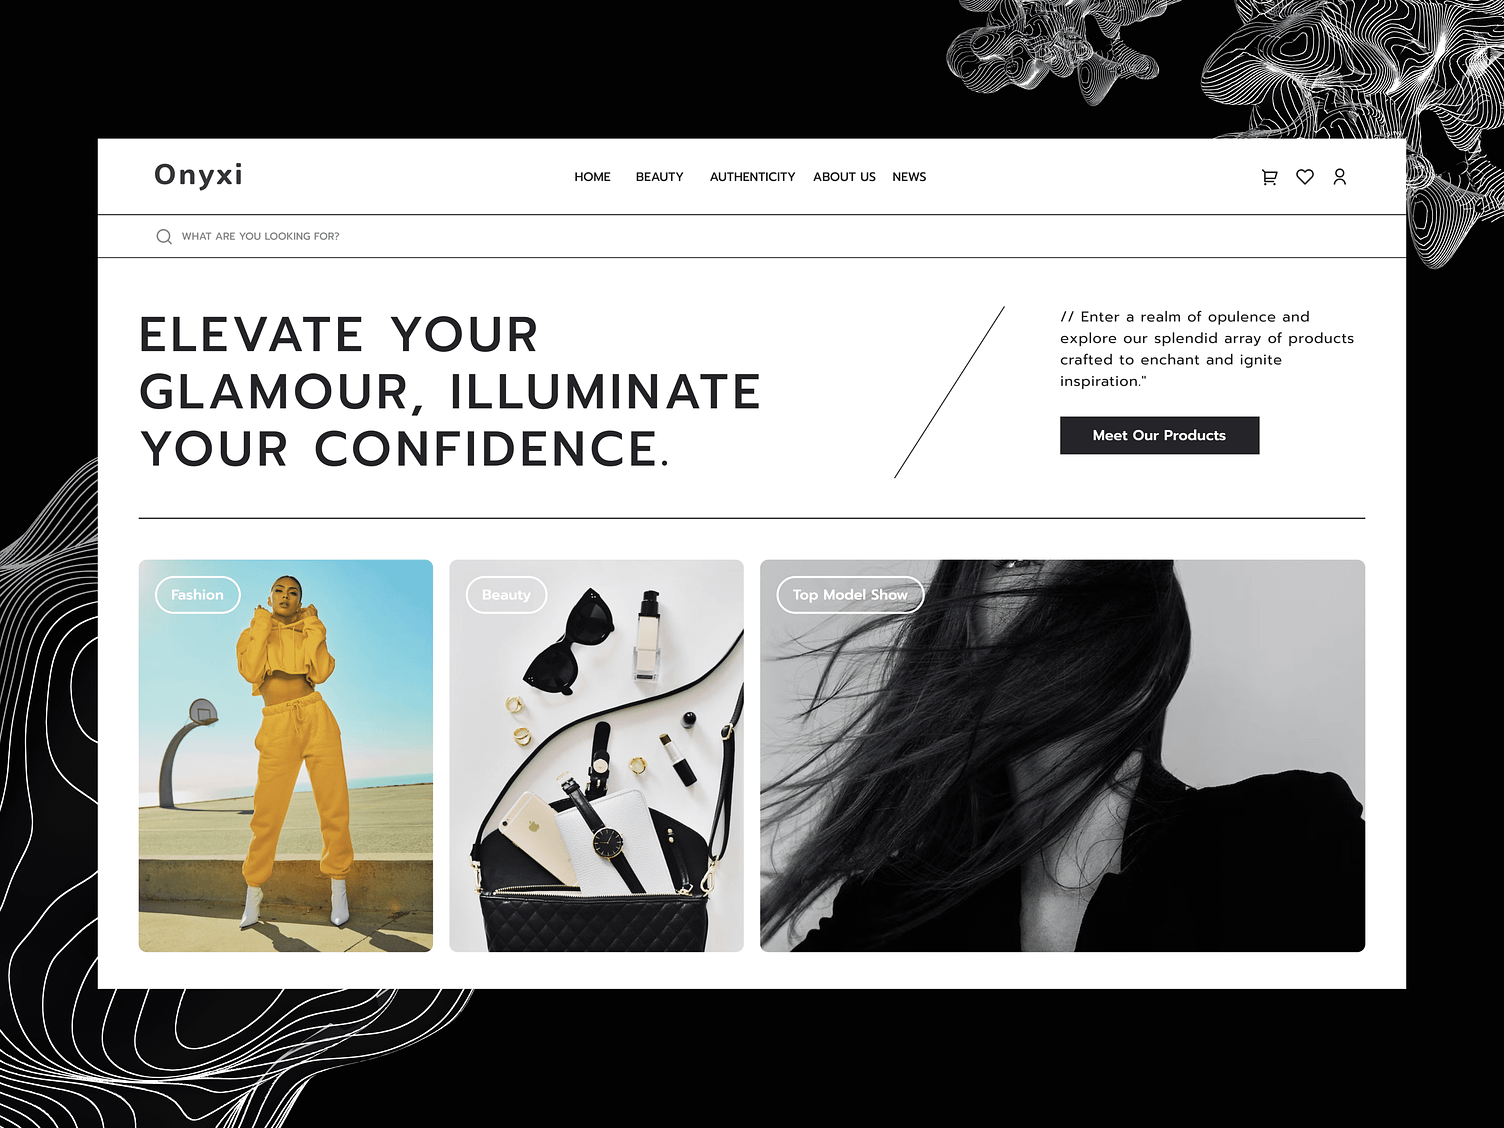 Onyxi
HOME BEAUTY AUTHENTICITY ABOUT US NEWS
WHAT ARE YOU LOOKING FOR?
ELEVATE YOUR
GLAMOUR, ILLUMINATE
YOUR CONFIDENCE.
// Enter a realm of opulence and
explore our splendid array of products
crafted to enchant and ignite
inspiration."
Meet Our Products
Fashion
Beauty
Top Model Show